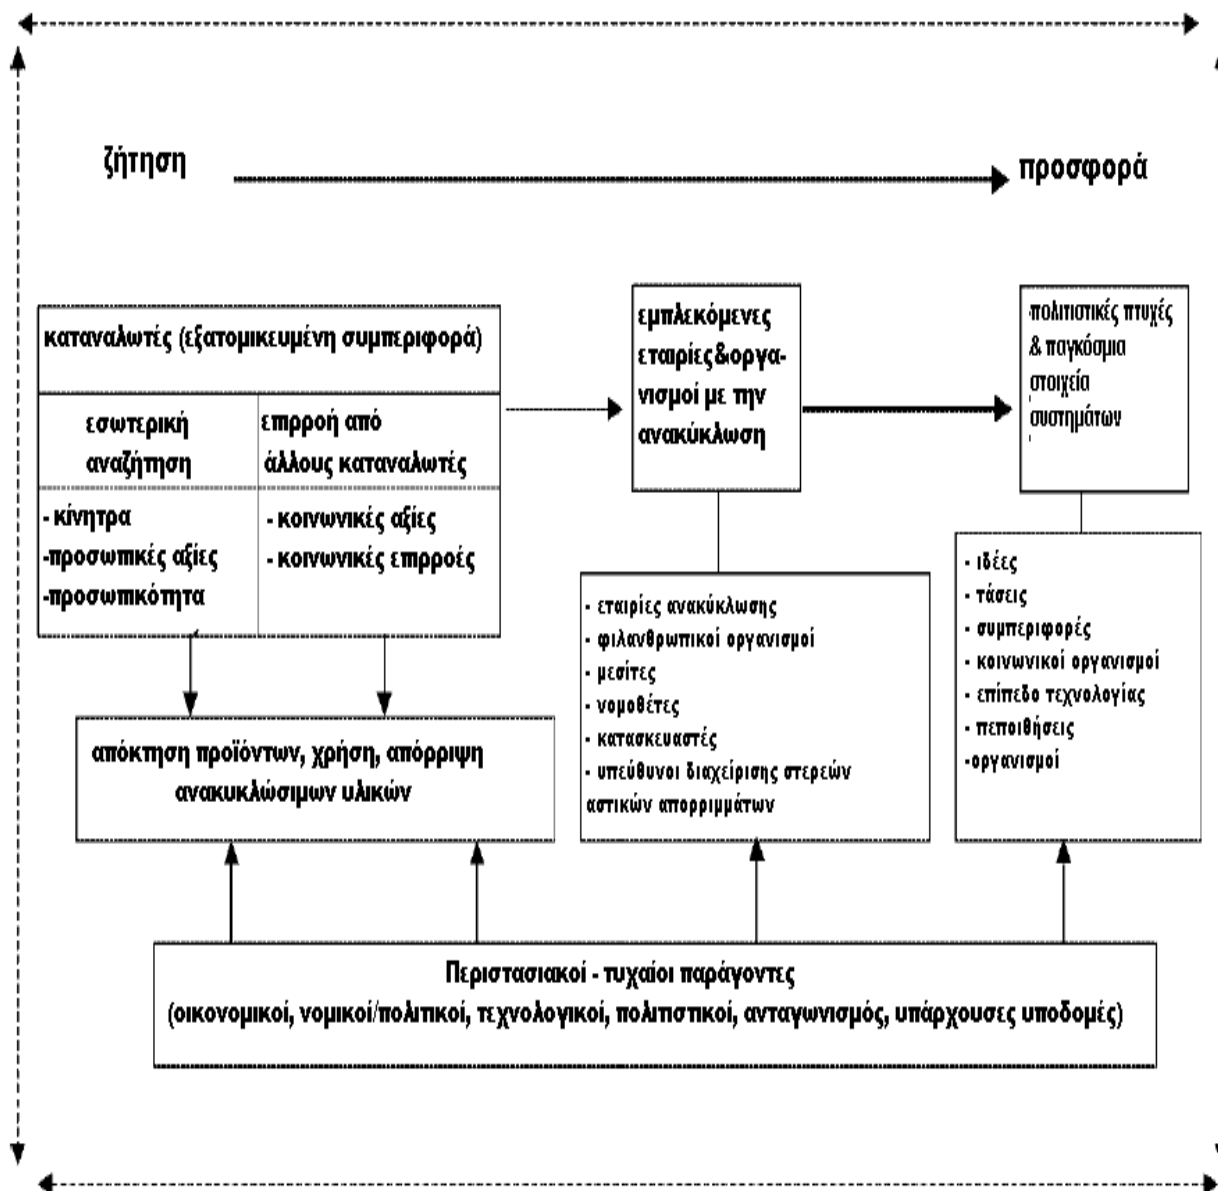 ζήτηση
προσφορά
καταναλωτές (εξατομικευμένη συμπεριφορά)
εσωτερική
αναζήτηση
επιρροή από
άλλους καταναλωτές
- κίνητρα
-προσωπικές αξίες
-προσωπικότητα
- κοινωνικές αξίες
- κοινωνικές επιρροές
εμπλεκόμενες
εταιρίες&οργα-
νισμοί με την
ανακύκλωση
πολιτιστικές πτυχές
& παγκόσμια
στοιχεία
συστημάτων
- εταιρίες ανακύκλωσης
- φιλανθρωπικοί οργανισμοί
- μεσίτες
- νομοθέτες
- κατασκευαστές
- υπεύθυνοι διαχείρισης στερεών
αστικών απορριμμάτων
- ιδέες
- τάσεις
- συμπεριφορές
- κοινωνικοί οργανισμοί
- επίπεδο τεχνολογίας
- πεποιθήσεις
-οργανισμοί
απόκτηση προϊόντων, χρήση, απόρριψη
ανακυκλώσιμων υλικών
Περιστασιακοί - τυχαίοι παράγοντες
(οικονομικοί, νομικοί/πολιτικοί, τεχνολογικοί, πολιτιστικοί, ανταγωνισμός, υπάρχουσες υποδομές)